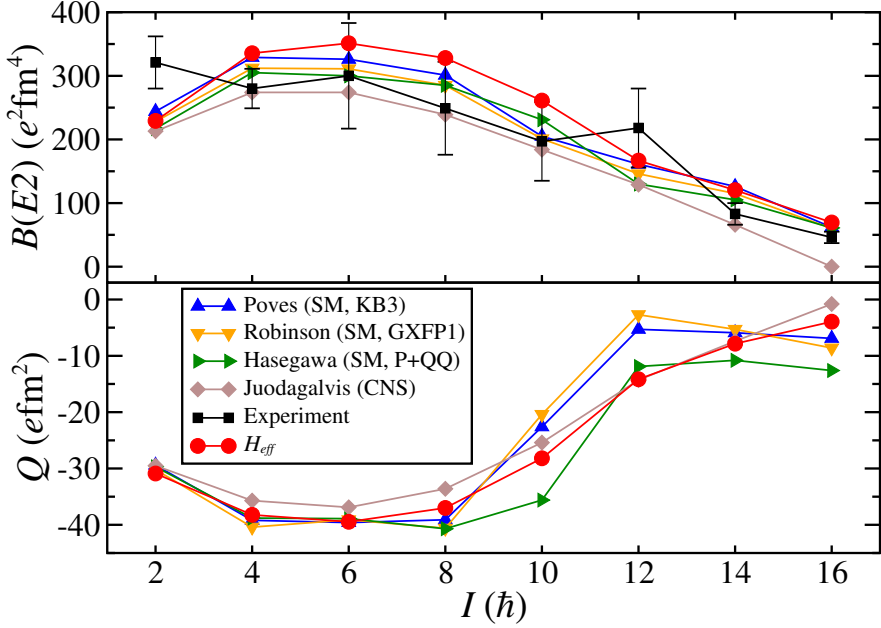 400
300
200
100
0
B(E2) (e²fm⁴)
0
-10
-20
-30
-40
Q (efm²)
Poves (SM, KB3)
Robinson (SM, GXFP1)
Hasegawa (SM, P+QQ)
Juodagalvis (CNS)
Experiment
H_eff
2 4 6 8 10 12 14 16
I (ħ)